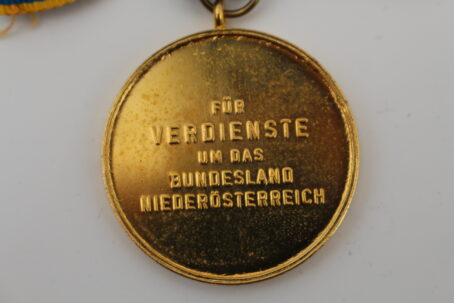 FÜR
VERDIENSTE
UM DAS
BUNDESLAND
NIEDERÖSTERREICH